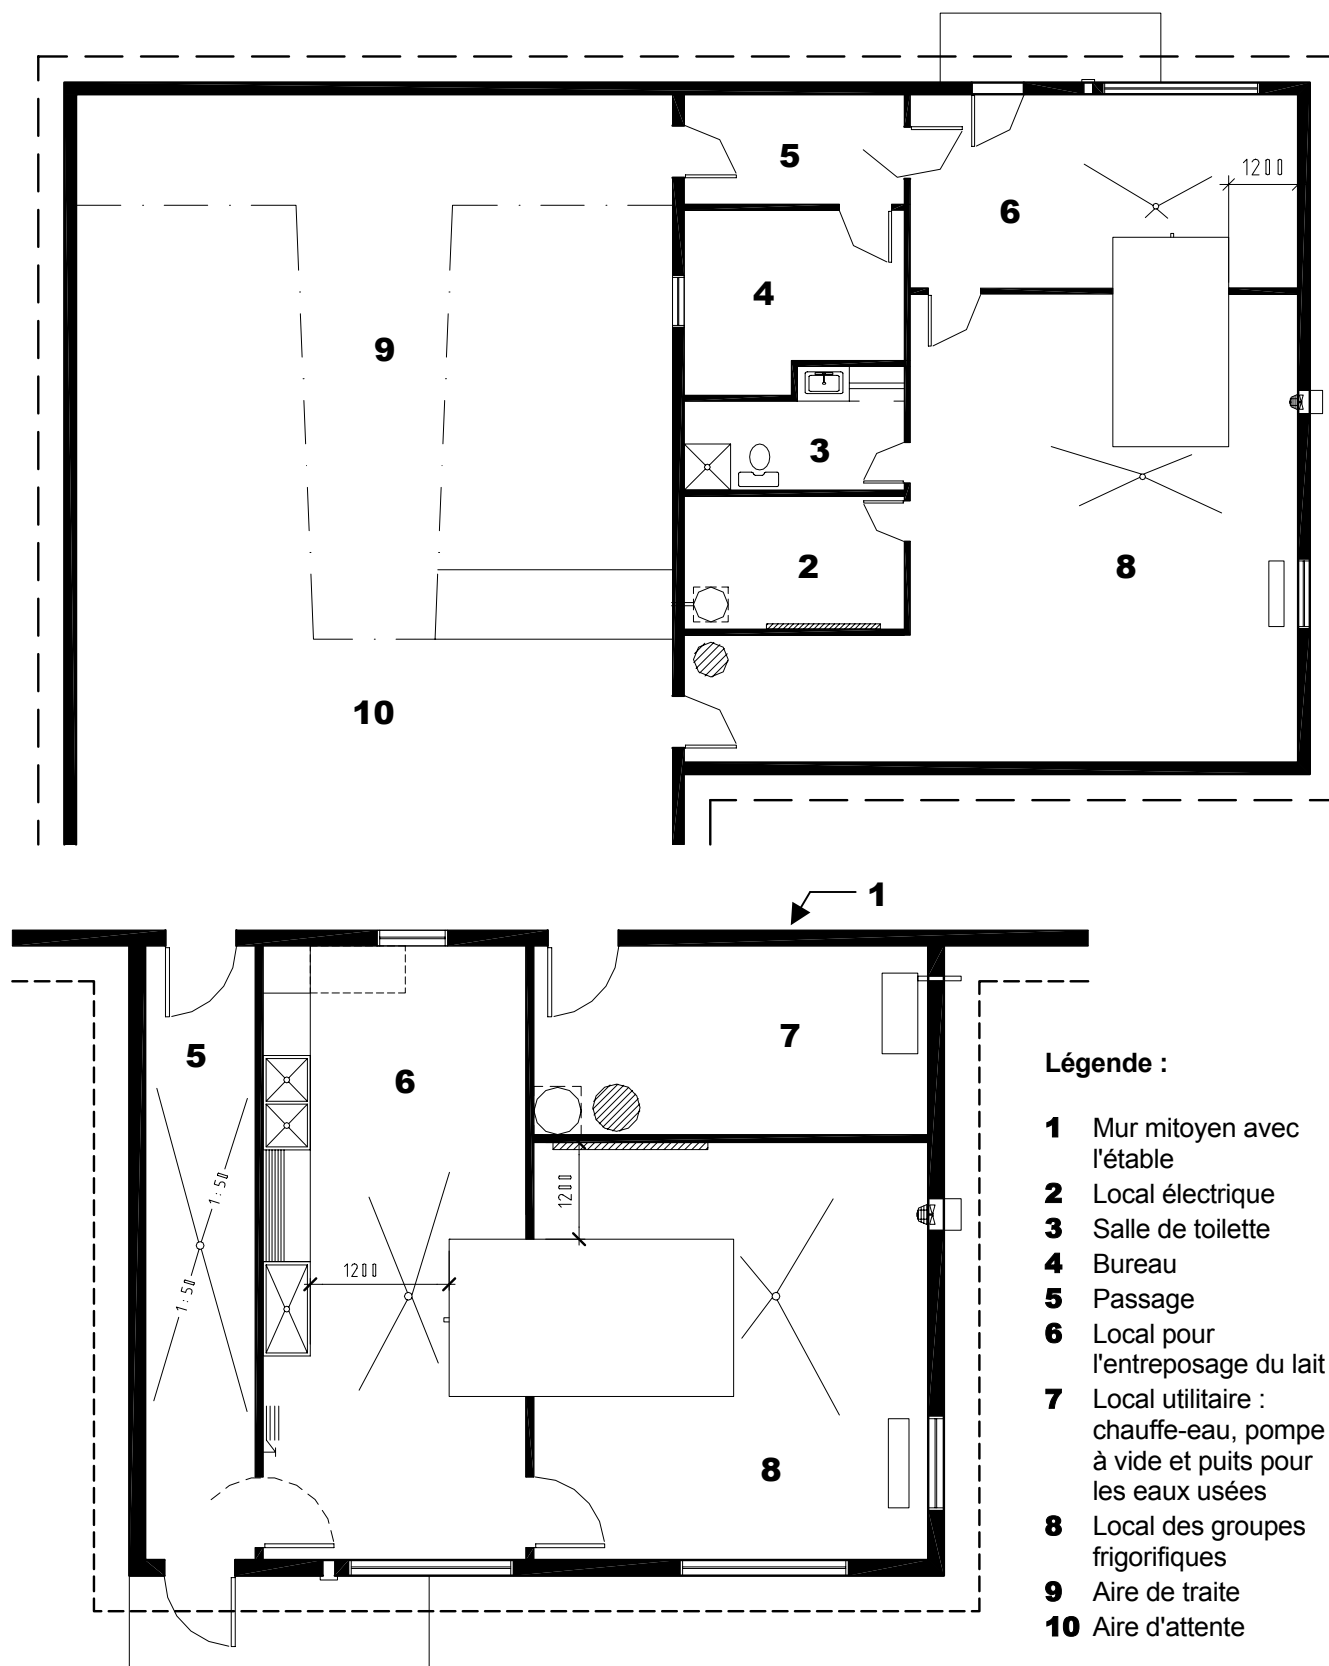 5
1200
6
4
9
3
2
8
10
1
5
6
7
1:50
1200
1200
1:50
8
Légende :
1 Mur mitoyen avec
l'étable
2 Local électrique
3 Salle de toilette
4 Bureau
5 Passage
6 Local pour
l'entreposage du lait
7 Local utilitaire :
chauffe-eau, pompe
à vide et puits pour
les eaux usées
8 Local des groupes
frigorifiques
9 Aire de traite
10 Aire d'attente